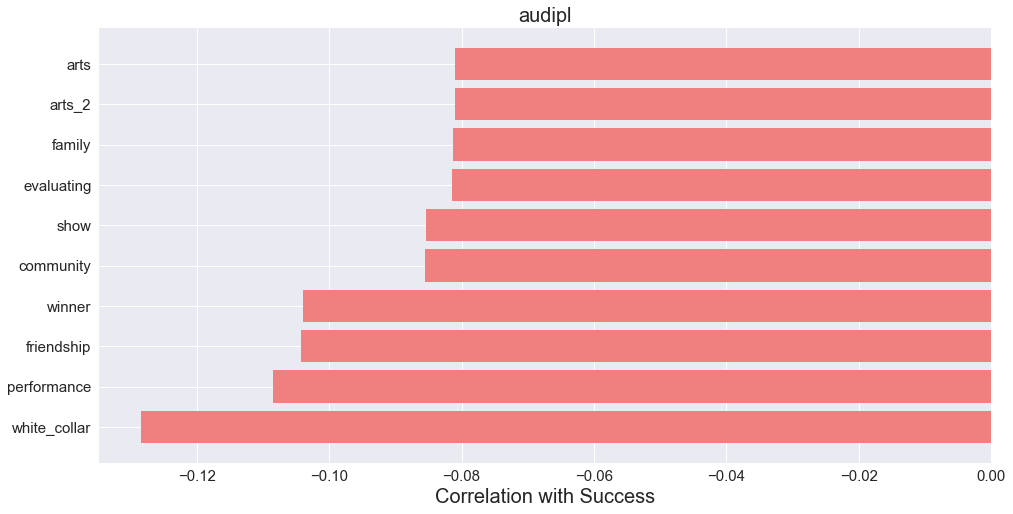 audipl
arts
arts_2
family
evaluating
show
community
winner
friendship
performance
white_collar
−0.12 −0.10 −0.08 −0.06 −0.04 −0.02 0.00
Correlation with Success